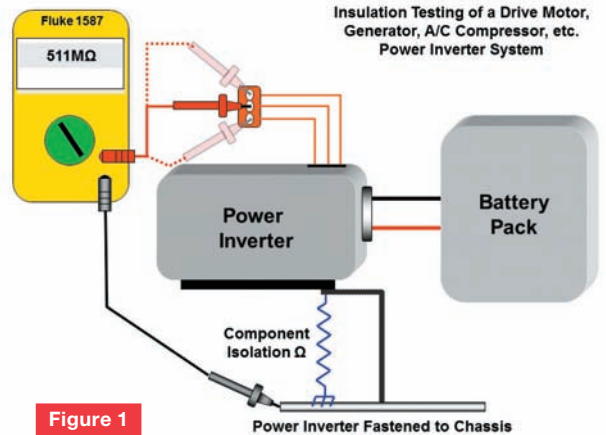 Fluke 1587
511MΩ
Insulation Testing of a Drive Motor,
Generator, A/C Compressor, etc.
Power Inverter System
Power
Inverter
Battery
Pack
Component
Isolation Ω
Figure 1
Power Inverter Fastened to Chassis